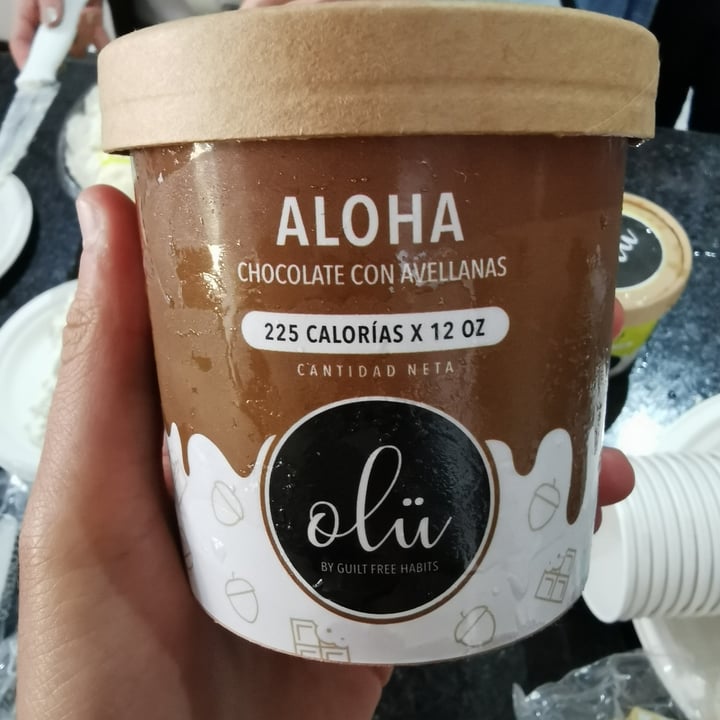 ALOHA
CHOCOLATE CON AVELLANAS
225 CALORÍAS X 12 OZ
CANTIDAD NETA
olü
BY GUILT FREE HABITS